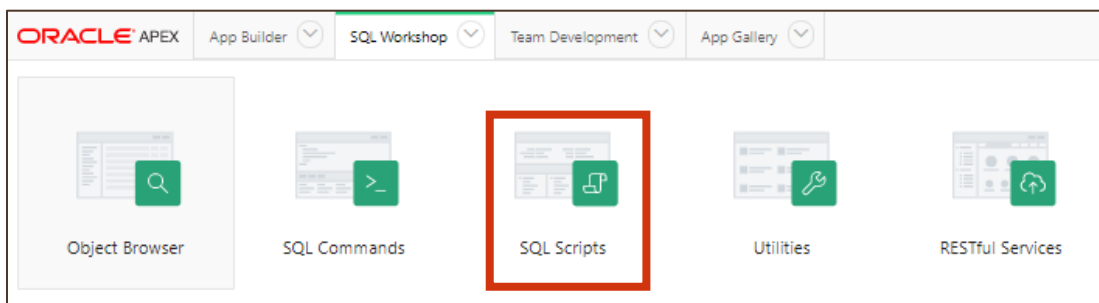 ORACLE APEX App Builder SQL Workshop Team Development App Gallery
>_
Object Browser SQL Commands SQL Scripts Utilities RESTful Services